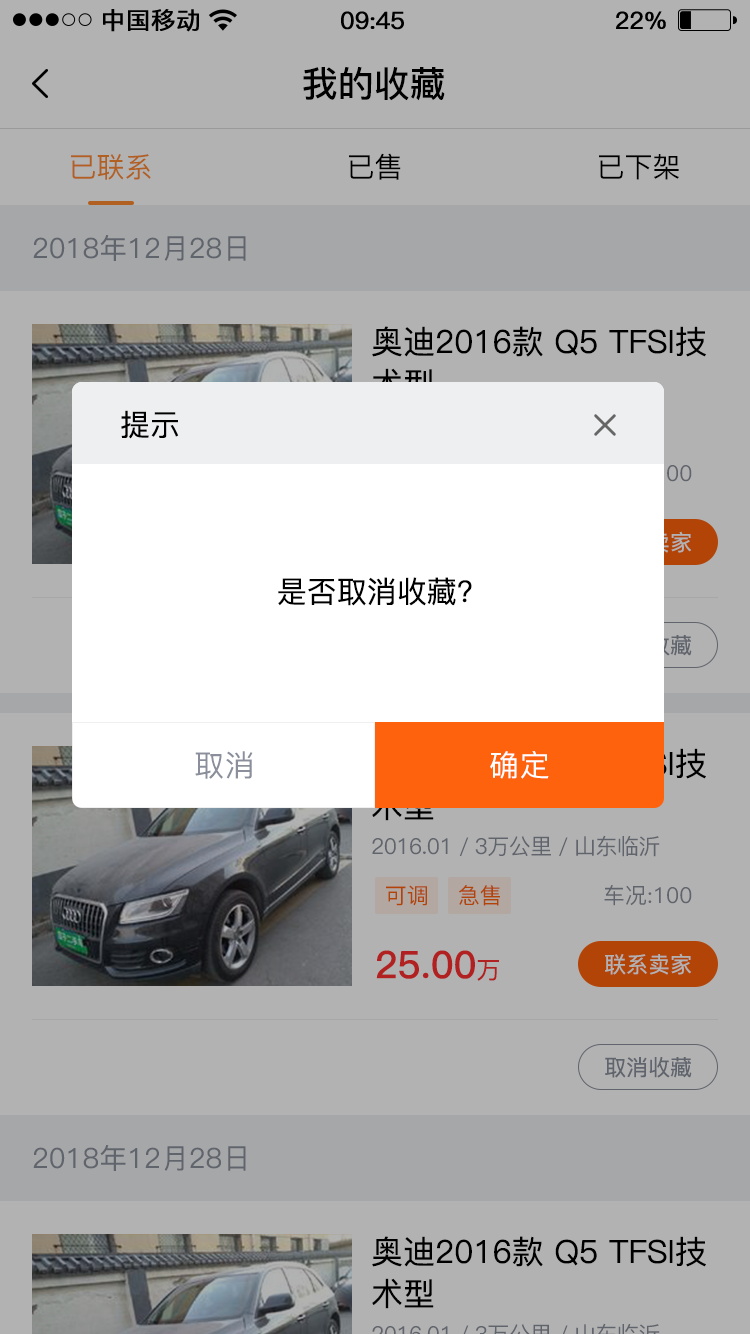 中国移动
09:45
22%
我的收藏
已联系
已售
已下架
2018年12月28日
奥迪2016款 Q5 TFSI技
术型
提示
00
卖家
是否取消收藏?
收藏
取消
确定
SI技
术型
2016.01 / 3万公里 / 山东临沂
可调
急售
车况:100
25.00万
联系卖家
取消收藏
2018年12月28日
奥迪2016款 Q5 TFSI技
术型
2016.01 / 3万公里 / 山东临沂